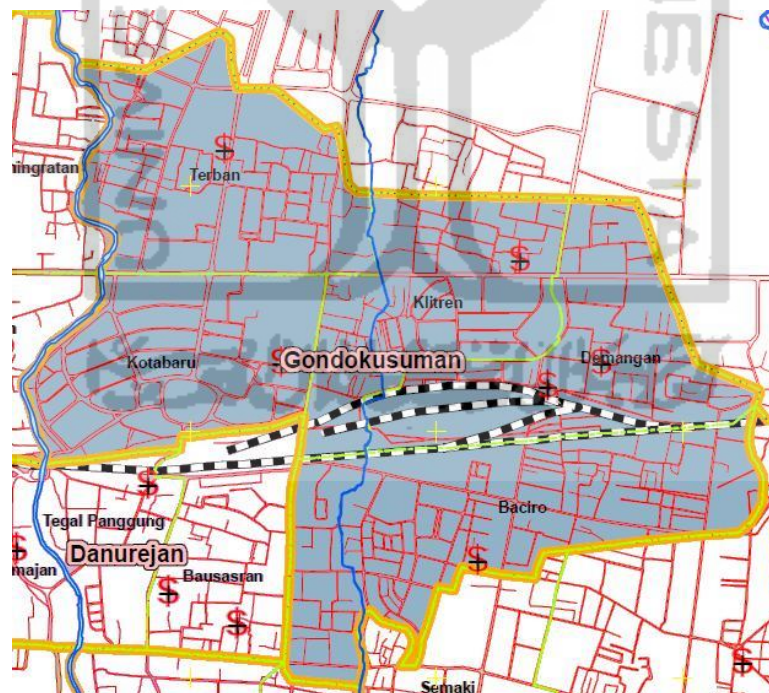 Terban
ningratan
Klitren
Kotabaru
Gondokusuman
Demangan
Baciro
Tegal Panggung
Danurejan
majan
Bausasran
Semaki